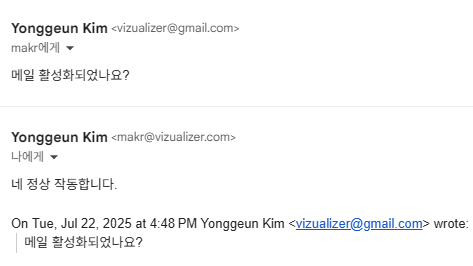 Yonggeun Kim <vizualizer@gmail.com>
makr에게
메일 활성화되었나요?
Yonggeun Kim <makr@vizualizer.com>
나에게
네 정상 작동합니다.
On Tue, Jul 22, 2025 at 4:48 PM Yonggeun Kim <vizualizer@gmail.com> wrote:
메일 활성화되었나요?